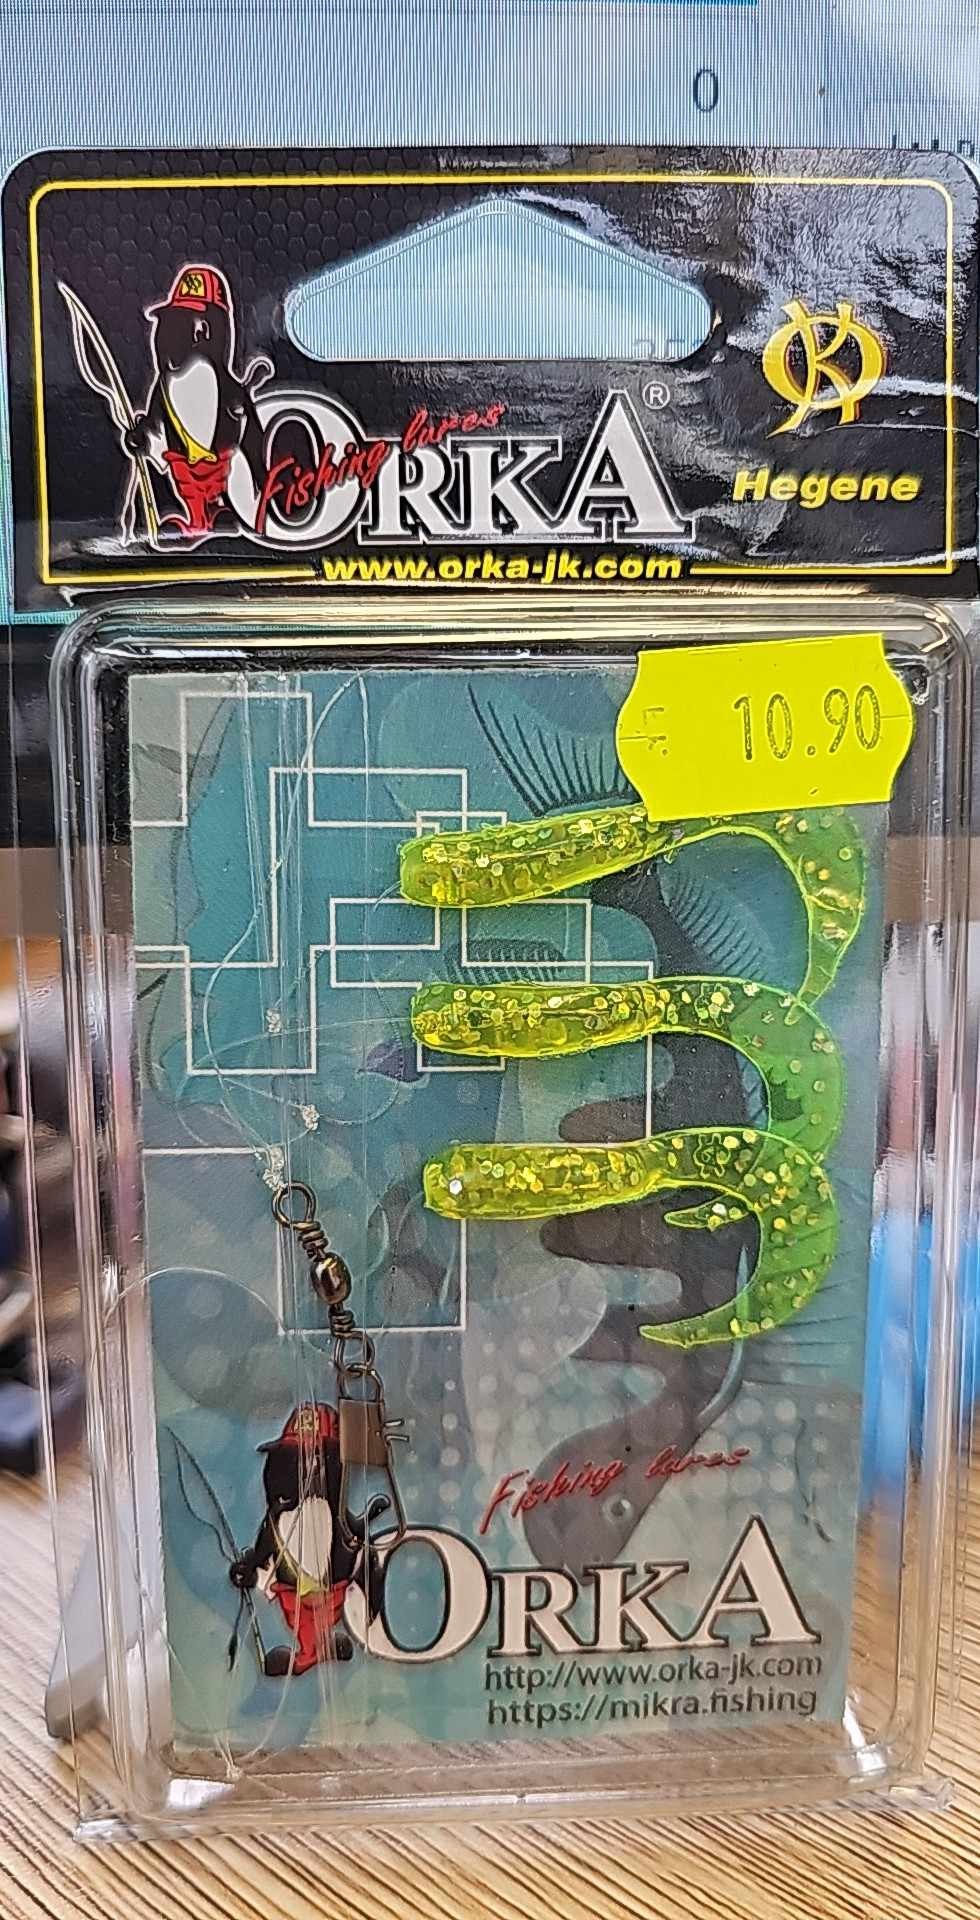 0
ORKA®
Fishing lures
Hegene
www.orka-jk.com
Fr. 10.90
Fishing lures
ORKA
http://www.orka-jk.com
https://mikra.fishing